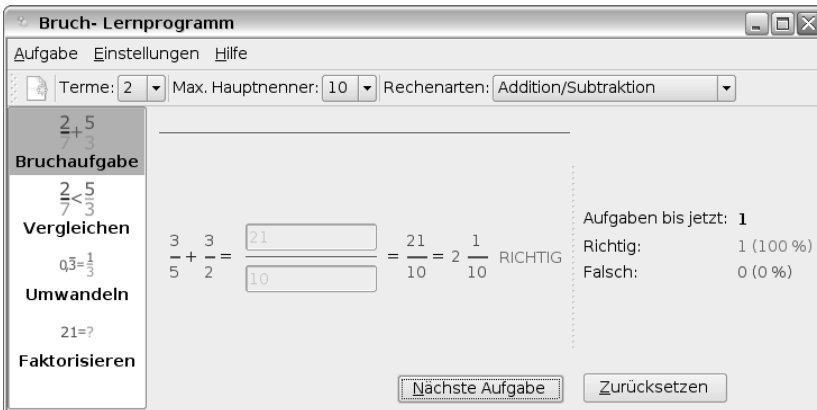 Bruch- Lernprogramm
Aufgabe Einstellungen Hilfe
Terme: 2 Max. Hauptnenner: 10 Rechenarten: Addition/Subtraktion
2/7+5/3
Bruchaufgabe
2/7<5/3
Vergleichen
0,3̅=1/3
Umwandeln
21=?
Faktorisieren
3/5 + 3/2 = 21/10 = 21/10 = 2 1/10 RICHTIG
Aufgaben bis jetzt: 1
Richtig: 1 (100 %)
Falsch: 0 (0 %)
Nächste Aufgabe Zurücksetzen